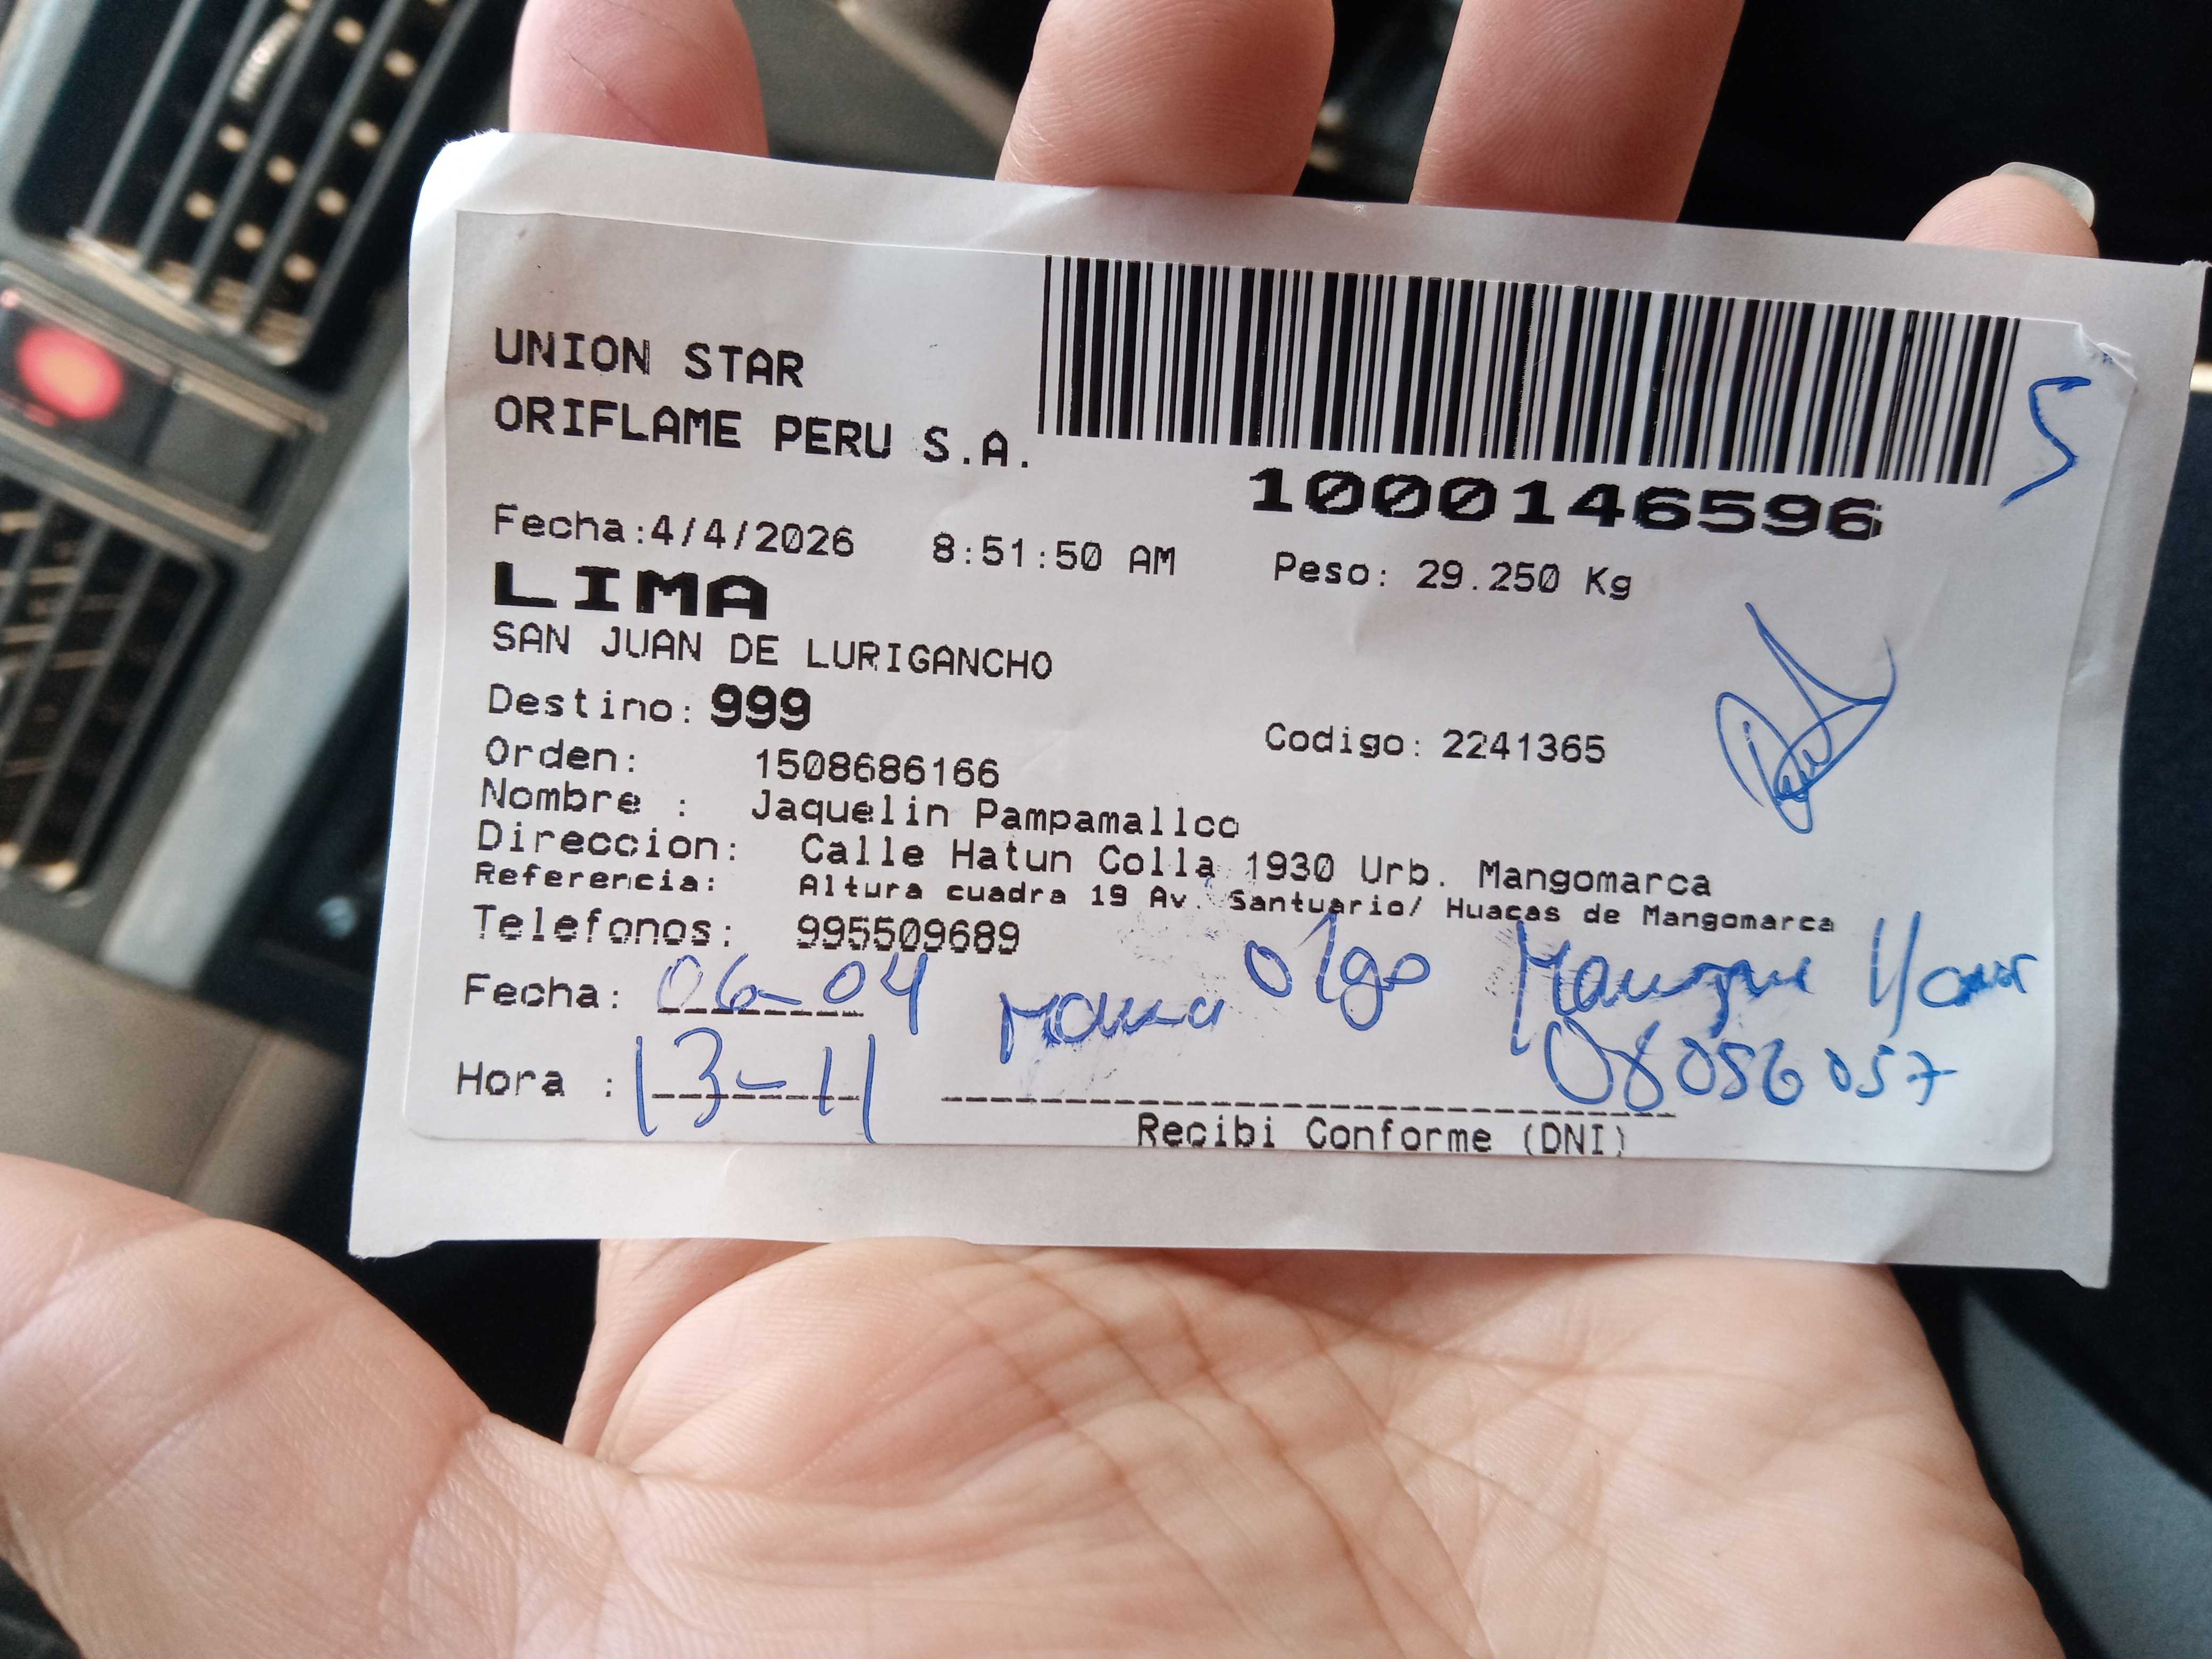 UNION STAR
ORIFLAME PERU S.A.
1000146596
5
Fecha:4/4/2026 8:51:50 AM Peso: 29.250 Kg
LIMA
SAN JUAN DE LURIGANCHO
Destino: 999
Codigo: 2241365
Orden: 1508686166
Nombre : Jaquelin Pampamallco
Direccion: Calle Hatun Colla 1930 Urb. Mangomarca
Referencia: Altura cuadra 19 Av. Santuario/ Huacas de Mangomarca
Telefonos: 995509689
Fecha: 06-04 Olga
Hora : 13-11 08056057
Recibi Conforme (DNI)